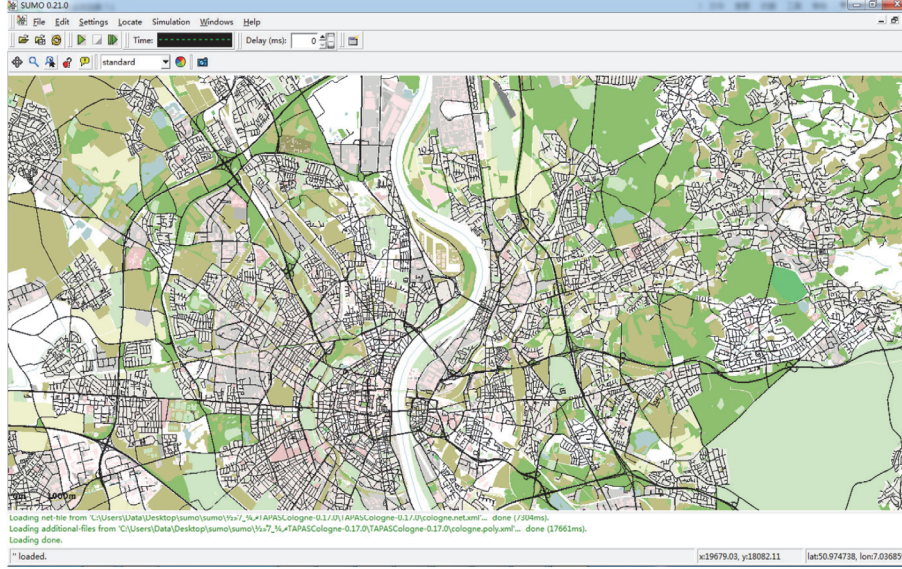 SUMO 0.21.0
File Edit Settings Locate Simulation Windows Help
Time: Delay (ms): 0
standard
1000m
Loading net-file from 'C:\Users\Data\Desktop\sumo\sumo\ TAPASCologne-0.17.0\TAPASCologne-0.17.0\cologne.net.xml'... done (7304ms).
Loading additional-files from 'C:\Users\Data\Desktop\sumo\sumo\ TAPASCologne-0.17.0\TAPASCologne-0.17.0\cologne.poly.xml'... done (17661ms).
Loading done.
'' loaded. x:19679.03, y:18082.11 lat:50.974738, lon:7.03685